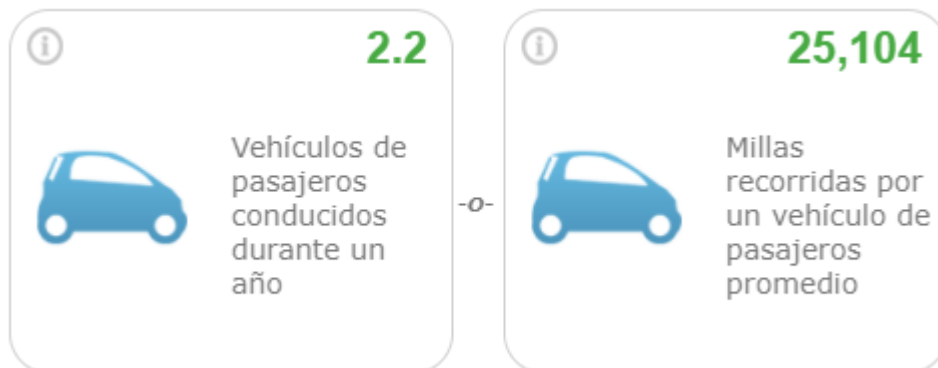 2.2
Vehículos de
pasajeros
conducidos
durante un
año
-o-
25,104
Millas
recorridas por
un vehículo de
pasajeros
promedio